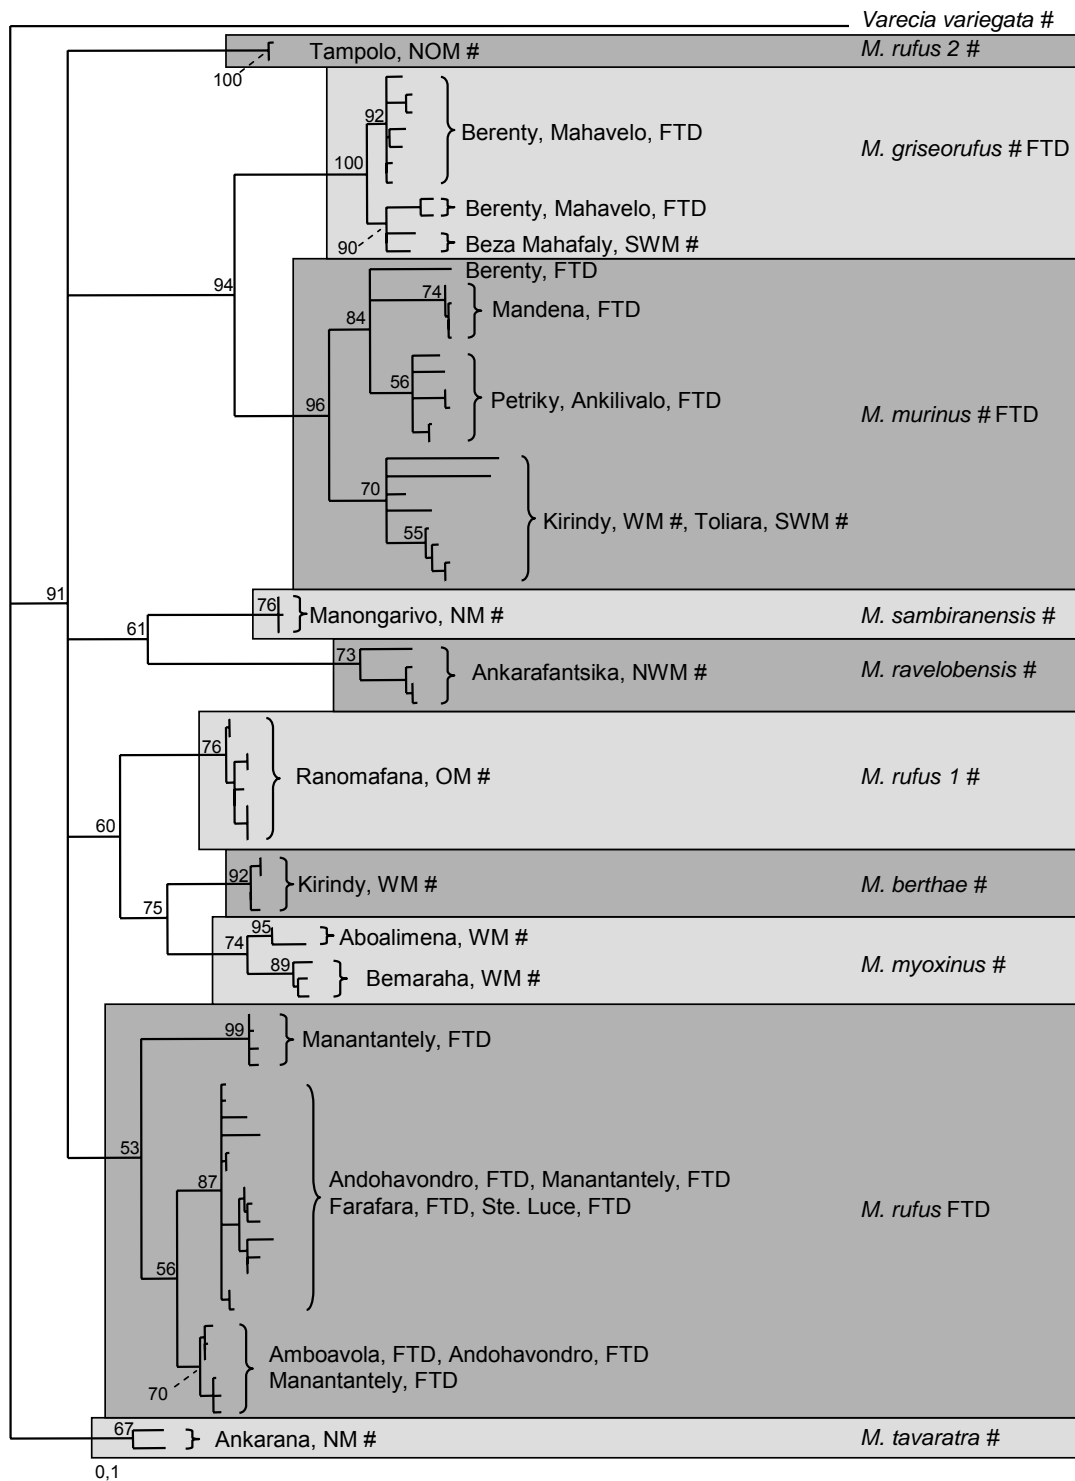 Varecia variegata #
Tampolo, NOM #
M. rufus 2 #
100
92
Berenty, Mahavelo, FTD
M. griseorufus # FTD
100
Berenty, Mahavelo, FTD
90
Beza Mahafaly, SWM #
Berenty, FTD
94
74
Mandena, FTD
84
56
Petriky, Ankilivalo, FTD
96
M. murinus # FTD
70
Kirindy, WM #, Toliara, SWM #
55
91
76
Manongarivo, NM #
M. sambiranensis #
61
73
Ankarafantsika, NWM #
M. ravelobensis #
76
Ranomafana, OM #
M. rufus 1 #
60
92
Kirindy, WM #
M. berthae #
75
95
Aboalimena, WM #
74
89
Bemaraha, WM #
M. myoxinus #
99
Manantantely, FTD
53
87
Andohavondro, FTD, Manantantely, FTD
Farafara, FTD, Ste. Luce, FTD
M. rufus FTD
56
Amboavola, FTD, Andohavondro, FTD
Manantantely, FTD
70
67
Ankarana, NM #
M. tavaratra #
0,1